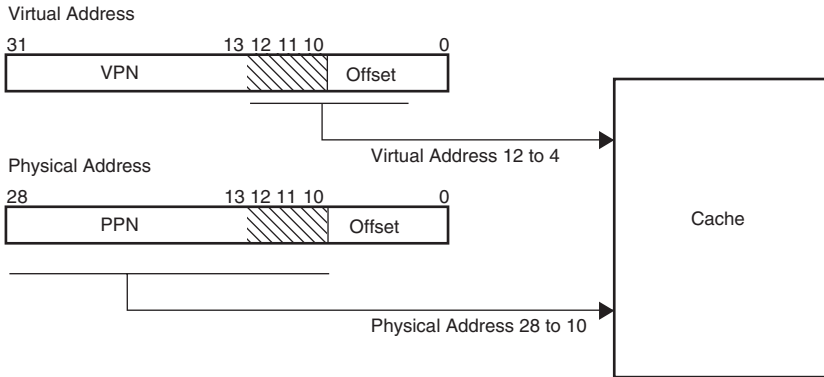 Virtual Address
31 13 12 11 10 0
VPN Offset
Virtual Address 12 to 4
Physical Address
28 13 12 11 10 0
PPN Offset
Cache
Physical Address 28 to 10